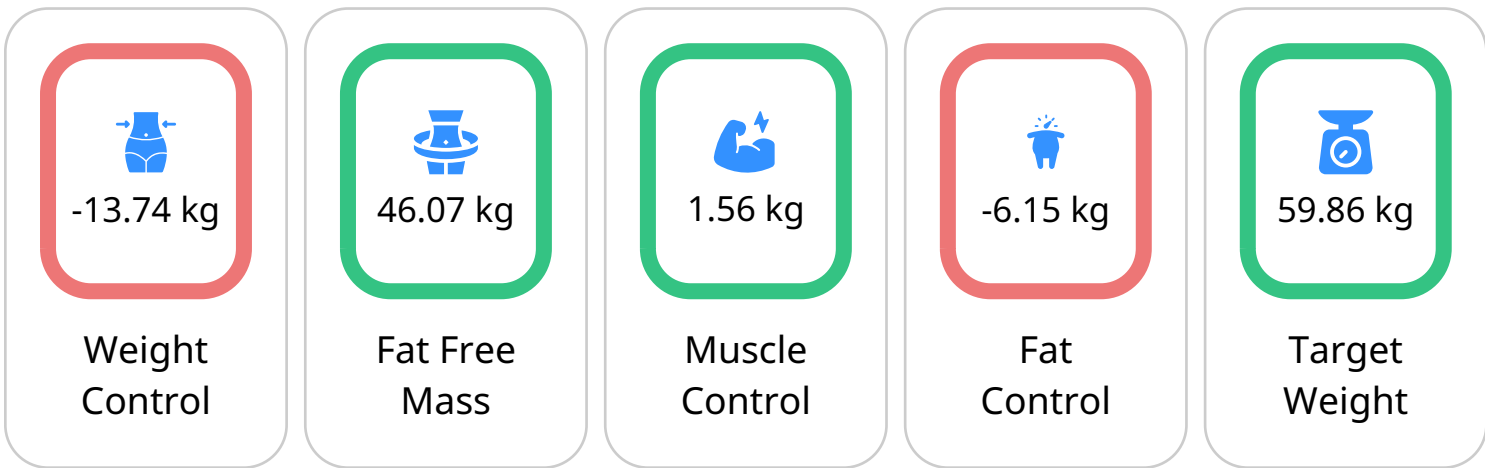 -13.74 kg
Weight
Control
46.07 kg
Fat Free
Mass
1.56 kg
Muscle
Control
-6.15 kg
Fat
Control
59.86 kg
Target
Weight